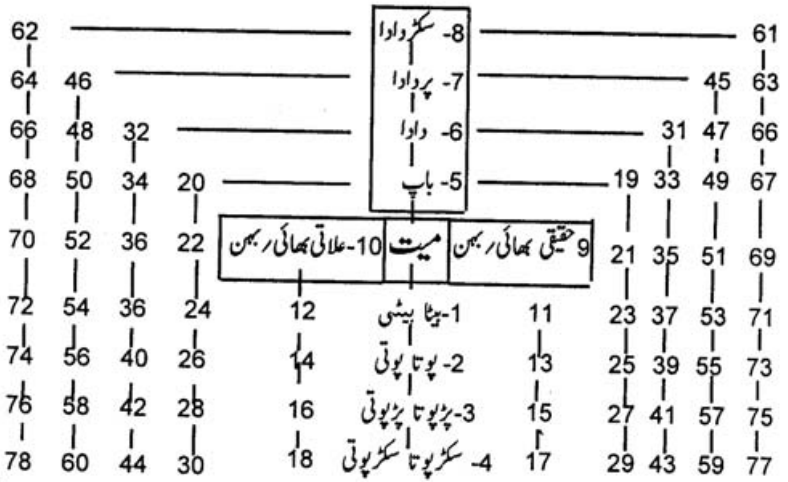 62 8- سکڑدادا 61
64 46 7- پردادا 45 63
66 48 32 6- دادا 31 47 66
68 50 34 20 5- باپ 19 33 49 67
70 52 36 22 10-علاتی بھائی ر بہن میت 9 حقیقی بھائی ر بہن 21 35 51 69
72 54 36 24 12 1-بیٹا بیٹی 11 23 37 53 71
74 56 40 26 14 2- پوتا پوتی 13 25 39 55 73
76 58 42 28 16 3-پڑپوتا پڑپوتی 15 27 41 57 75
78 60 44 30 18 4- سکڑپوتا سکڑپوتی 17 29 43 59 77